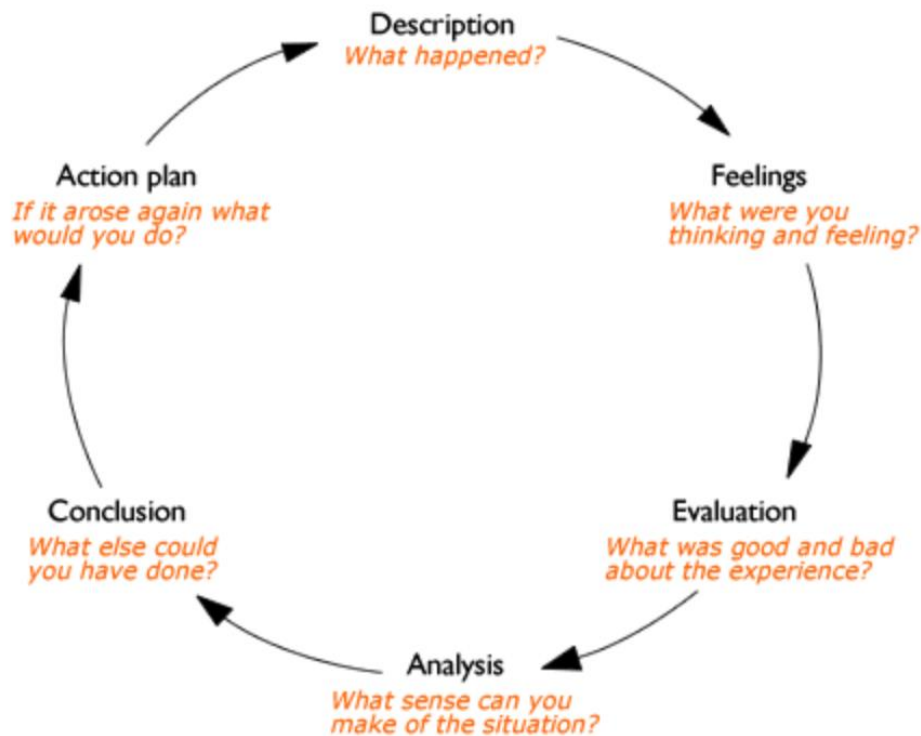 Description
What happened?
Feelings
What were you
thinking and feeling?
Evaluation
What was good and bad
about the experience?
Analysis
What sense can you
make of the situation?
Conclusion
What else could
you have done?
Action plan
If it arose again what
would you do?